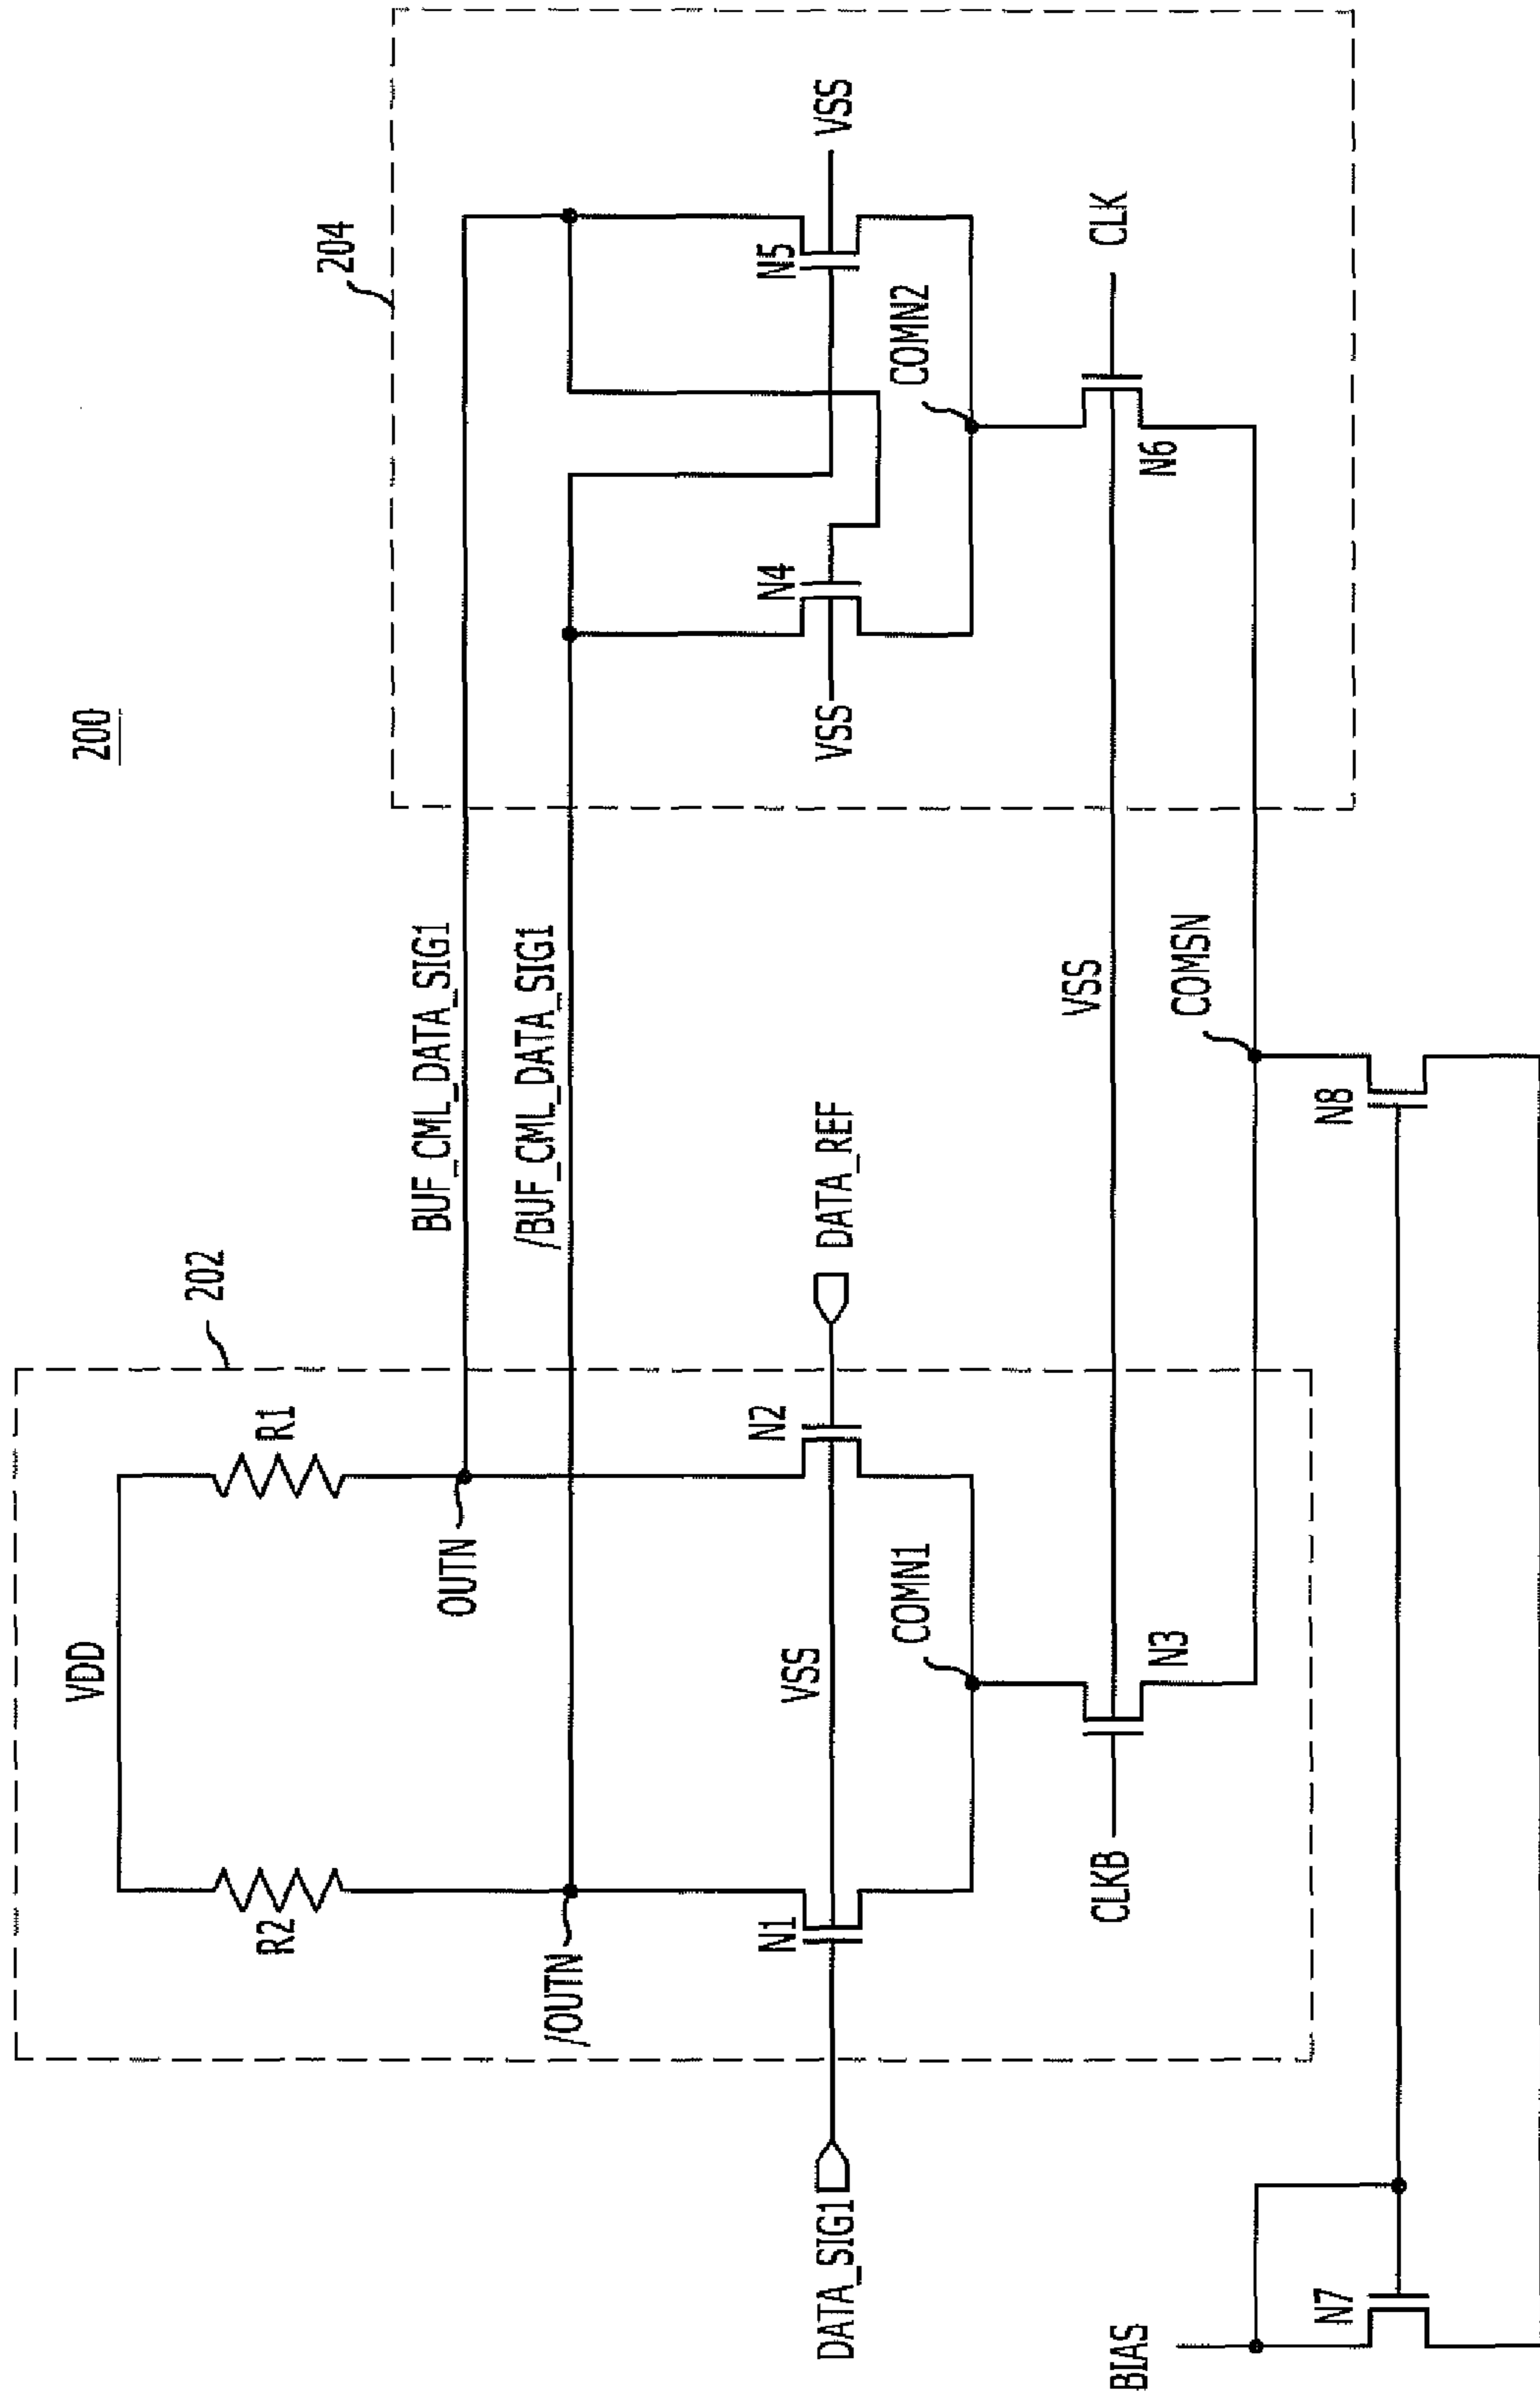 200
202
204
VDD
R2
R1
OUTN
/OUTN
BUF_CML_DATA_SIG1
/BUF_CML_DATA_SIG1
DATA_SIG1
N1
VSS
N2
DATA_REF
VSS
N4
N5
VSS
COMN1
COMN2
CLKB
N3
VSS
N6
CLK
COMSN
BIAS
N7
N8